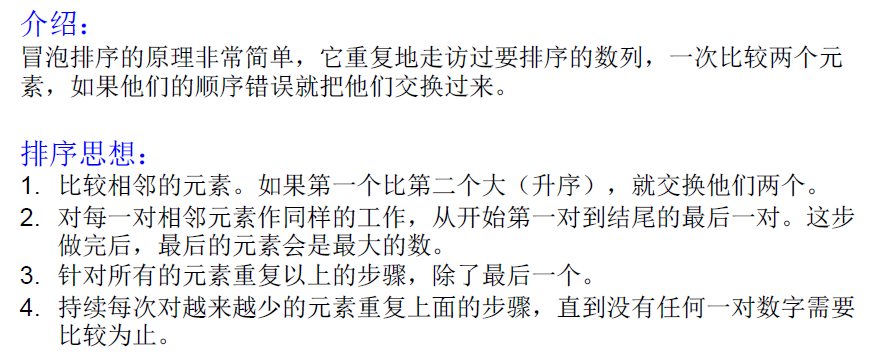 介绍：
冒泡排序的原理非常简单，它重复地走访过要排序的数列，一次比较两个元
素，如果他们的顺序错误就把他们交换过来。
排序思想：
1. 比较相邻的元素。如果第一个比第二个大（升序），就交换他们两个。
2. 对每一对相邻元素作同样的工作，从开始第一对到结尾的最后一对。这步
做完后，最后的元素会是最大的数。
3. 针对所有的元素重复以上的步骤，除了最后一个。
4. 持续每次对越来越少的元素重复上面的步骤，直到没有任何一对数字需要
比较为止。